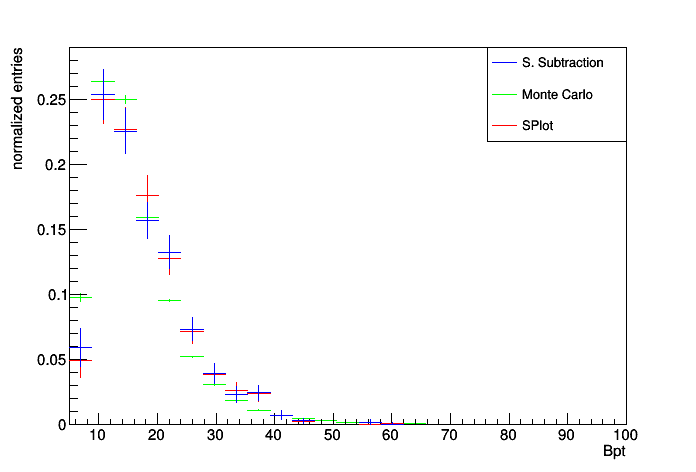 normalized entries
0.25
0.2
0.15
0.1
0.05
0
10 20 30 40 50 60 70 80 90 100
Bpt
S. Subtraction
Monte Carlo
SPlot